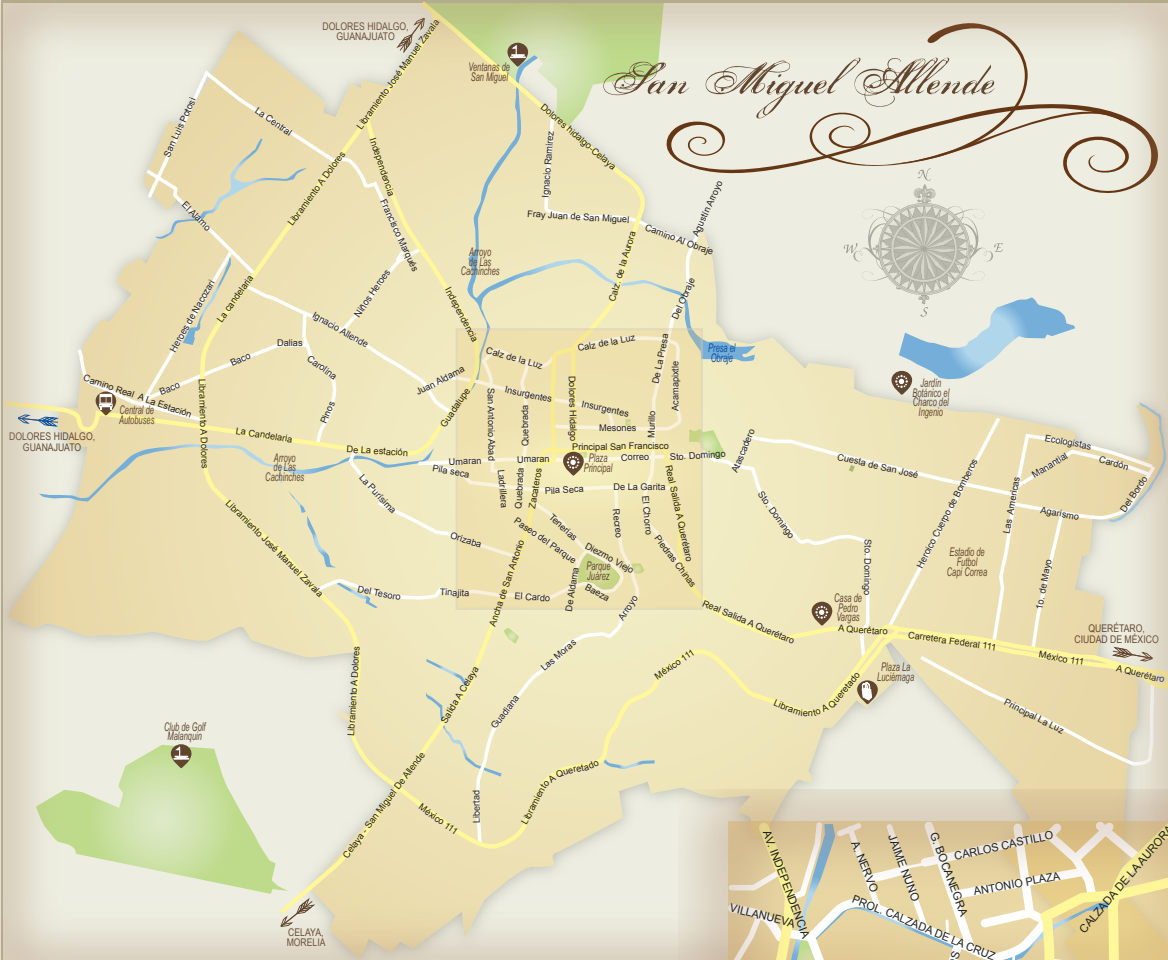 San Miguel Allende
DOLORES HIDALGO,
GUANAJUATO
Libramiento José Manuel Zavala
Ventanas de
San Miguel
Dolores hidalgo-Celaya
San Luis Potosí
La Central
Independencia
Ignacio Ramirez
Libramiento A Dolores
Francisco Marqués
Fray Juan de San Miguel
Agustín Arroyo
Camino Al Obraje
El Alamo
N
W
E
S
Arroyo
de Las
Cachinches
Calz. de la Aurora
La candelaria
Heroes de Nacozari
Niños Heroes
Independencia
Del Obraje
Ignacio Allende
Dalias
Baco
Carolina
Calz de la Luz
Calz de la Luz
De La Presa
Presa el
Obraje
Acamapictle
Jardín
Botánico el
Charco del
Ingenio
Camino Real A La Estación
Baco
Central de
Autobuses
Libramiento A Dolores
Pinos
Juan Aldama
Guadalupe
San Antonio Abad
Insurgentes
Quebrada
Dolores Hidalgo
Insurgentes
Mesones
Murillo
DOLORES HIDALGO,
GUANAJUATO
La Candelaria
De La estación
Principal San Francisco
Umaran
Umaran
Plaza
Principal
Correo
Sto. Domingo
Atascadero
Cuesta de San José
Ecologistas
Manantial
Cardón
Del Bordo
Agarismo
Arroyo
de Las
Cachinches
Pila
seca
La Purísima
Ladrillera
Quebrada
Zacateros
Pila Seca
De La Garita
Real Salida A Querétaro
Sto. Domingo
Heroico Cuerpo de Bomberos
Las Americas
Libramiento José Manuel Zavala
Orizaba
Tenerias
Paseo del Parque
Recreo
El Chorro
Piedras Chinas
Diezmo Viejo
Parque
Juárez
Sto. Domingo
Estadio de
Futbol
Capi Correa
1o. de Mayo
Del Tesoro
Tinajita
Ancha de San Antonio
El Cardo
De Aldama
Baeza
Arroyo
Real Salida A Querétaro
Casa de
Pedro
Vargas
A Querétaro
Carretera Federal 111
México 111
QUERÉTARO,
CIUDAD DE MÉXICO
A Querétaro
Libramiento A Dolores
Salida A Celaya
Las Moras
Guadiana
México 111
Libramiento A Queretado
Plaza La
Luciérnaga
Principal La Luz
Club de Golf
Malanquin
Celaya - San Miguel De Allende
México 111
Libertad
Libramiento A Queretado
CELAYA,
MORELIA
AV. INDEPENDENCIA
A. NERVO
JAIME NUNO
G. BOCANEGRA
CARLOS CASTILLO
ANTONIO PLAZA
CALZADA DE LA AURORA
VILLANUEVA
PROL. CALZADA DE LA CRUZ